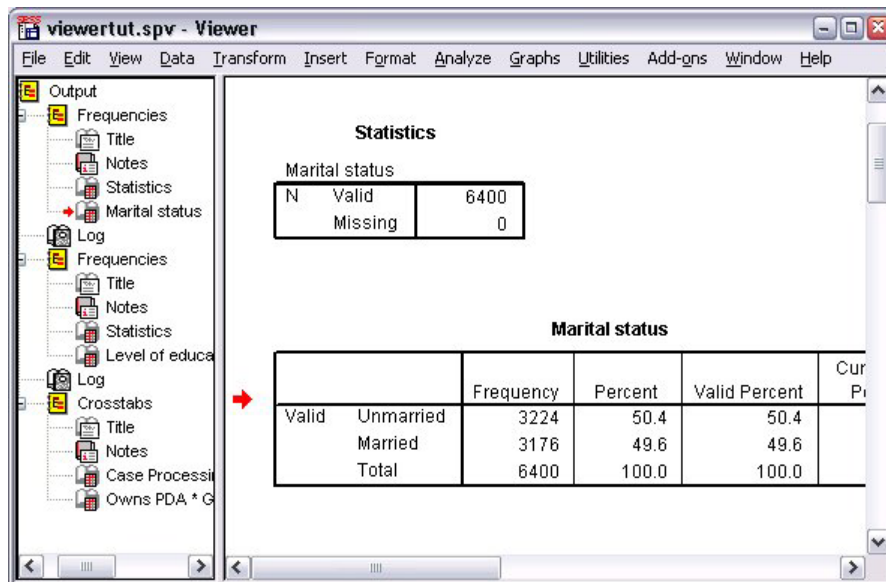 viewertut.spv - Viewer
File Edit View Data Transform Insert Format Analyze Graphs Utilities Add-ons Window Help
Output
Frequencies
Title
Notes
Statistics
Marital status
Log
Frequencies
Title
Notes
Statistics
Level of educa
Log
Crosstabs
Title
Notes
Case Processi
Owns PDA * G
Statistics
Marital status
N Valid 6400
Missing 0
Marital status
Frequency Percent Valid Percent Cur
P
Valid Unmarried 3224 50.4 50.4
Married 3176 49.6 49.6
Total 6400 100.0 100.0